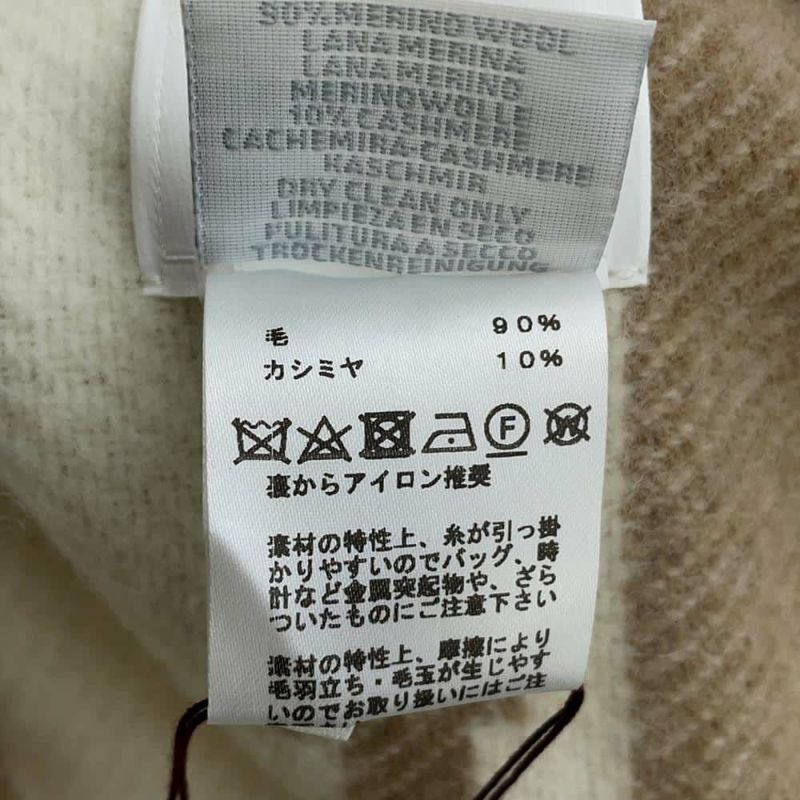 90% MERINO WOOL
LANA MERINA
LANA MERINO
MERINOWOLLE
10% CASHMERE
CACHEMIRA-CASHMERE
KASCHMIR
DRY CLEAN ONLY
LIMPIEZA EN SECO
PULITURA A SECCO
TROCKENREINIGUNG
毛 90%
カシミヤ 10%
F W
裏からアイロン推奨
素材の特性上、糸が引っ掛
かりやすいのでバッグ、時
計など金属突起物や、ざら
ついたものにご注意下さい
素材の特性上、摩擦により
毛羽立ち・毛玉が生じやす
いのでお取り扱いにはご注